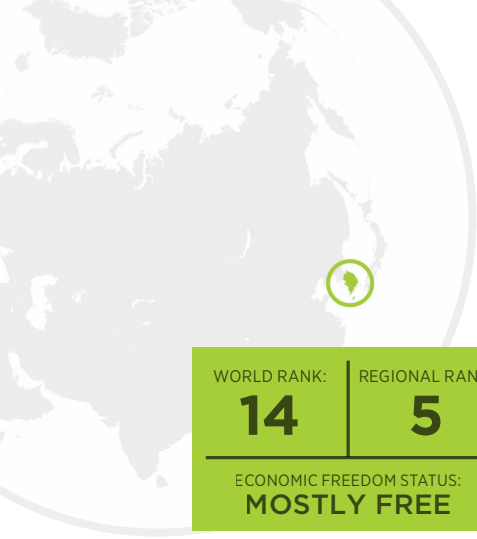 WORLD RANK:
14
REGIONAL RAN
5
ECONOMIC FREEDOM STATUS:
MOSTLY FREE